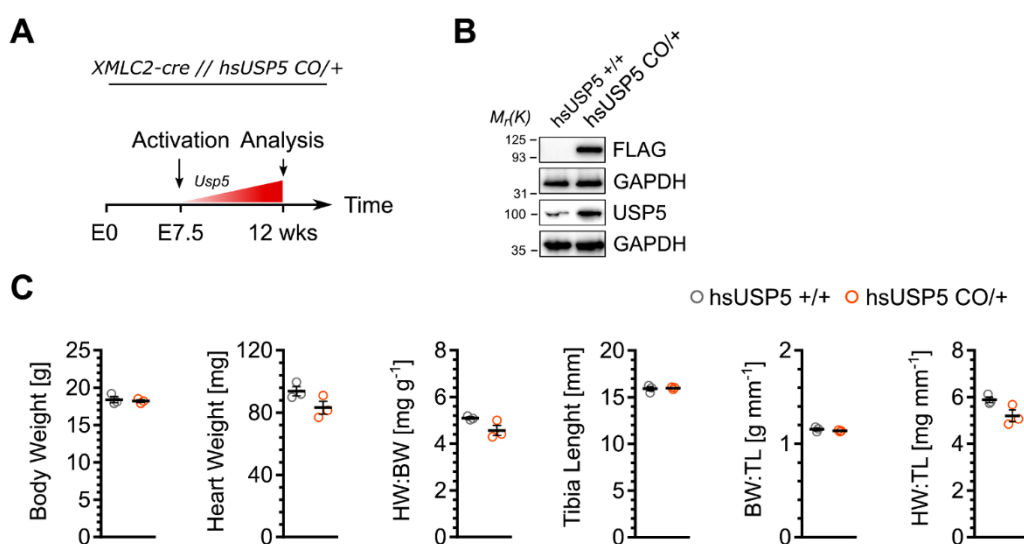 A
XMLC2-cre // hsUSP5 CO/+
Activation Analysis
Usp5
Time
E0 E7.5 12 wks
B
hsUSP5 +/+
hsUSP5 CO/+
Mr(K)
125
93
FLAG
31
GAPDH
100
USP5
35
GAPDH
C
hsUSP5 +/+ hsUSP5 CO/+
Body Weight [g]
25
20
15
10
5
0
Heart Weight [mg]
120
80
40
0
HW:BW [mg g-1]
8
6
4
2
0
Tibia Lenght [mm]
20
15
10
5
0
BW:TL [g mm-1]
2
1
0
HW:TL [mg mm-1]
8
6
4
2
0